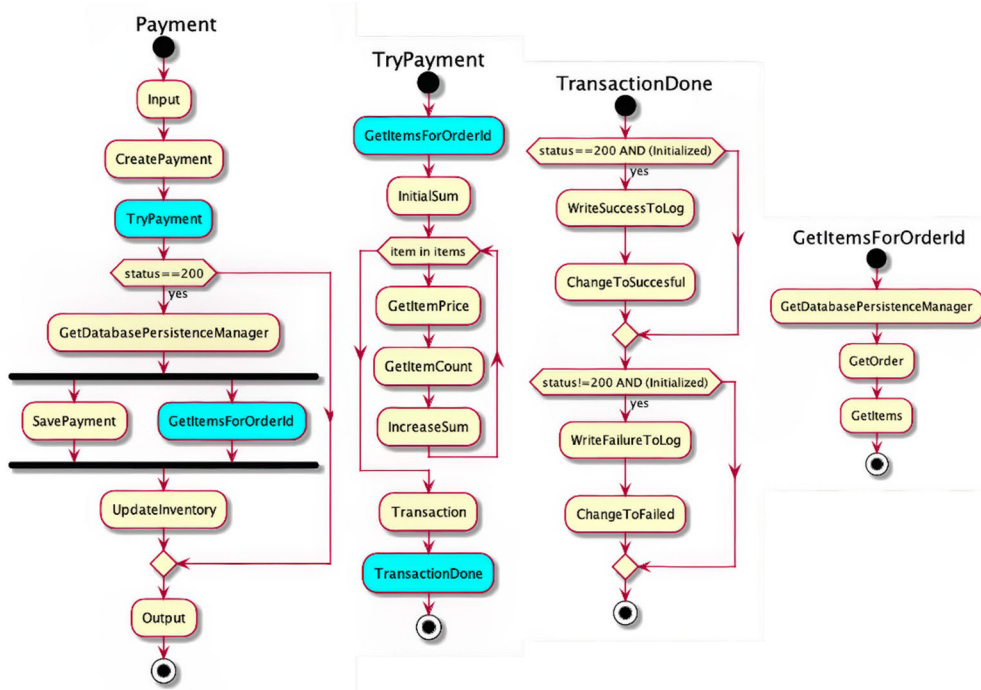 Payment
Input
CreatePayment
TryPayment
status==200
yes
GetDatabasePersistenceManager
SavePayment
GetItemsForOrderId
UpdateInventory
Output
TryPayment
GetItemsForOrderId
InitialSum
item in items
GetItemPrice
GetItemCount
IncreaseSum
Transaction
TransactionDone
TransactionDone
status==200 AND (Initialized)
yes
WriteSuccessToLog
ChangeToSuccesful
status!=200 AND (Initialized)
yes
WriteFailureToLog
ChangeToFailed
GetItemsForOrderId
GetDatabasePersistenceManager
GetOrder
GetItems